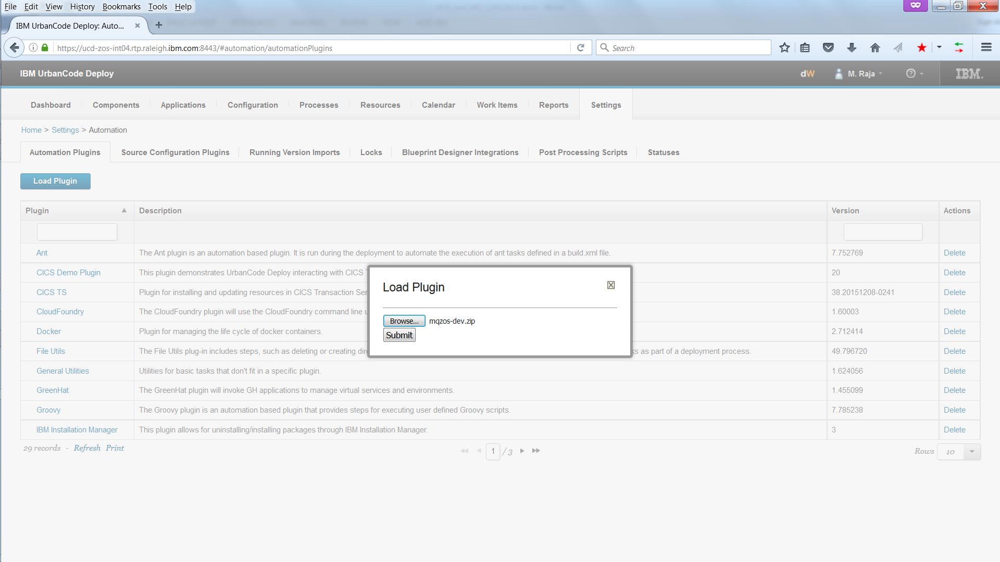 File Edit View History Bookmarks Tools Help
IBM UrbanCode Deploy: Auto...
https://ucd-zos-int04.rtp.raleigh.ibm.com:8443/#automation/automationPlugins
Search
IBM UrbanCode Deploy
dW
M. Raja
IBM.
Dashboard Components Applications Configuration Processes Resources Calendar Work Items Reports Settings
Home > Settings > Automation
Automation Plugins Source Configuration Plugins Running Version Imports Locks Blueprint Designer Integrations Post Processing Scripts Statuses
Load Plugin
Plugin Description Version Actions
Ant The Ant plugin is an automation based plugin. It is run during the deployment to automate the execution of ant tasks defined in a build.xml file. 7.752769 Delete
CICS Demo Plugin This plugin demonstrates UrbanCode Deploy interacting with CICS 20 Delete
CICS TS Plugin for installing and updating resources in CICS Transaction Ser 38.20151208-0241 Delete
CloudFoundry The CloudFoundry plugin will use the CloudFoundry command line 1.60003 Delete
Docker Plugin for managing the life cycle of docker containers. 2.712414 Delete
File Utils The File Utils plug-in includes steps, such as deleting or creating dir ks as part of a deployment process. 49.796720 Delete
General Utilities Utilities for basic tasks that don't fit in a specific plugin. 1.624056 Delete
GreenHat The GreenHat plugin will invoke GH applications to manage virtual services and environments. 1.455099 Delete
Groovy The Groovy plugin is an automation based plugin that provides steps for executing user defined Groovy scripts. 7.785238 Delete
IBM Installation Manager This plugin allows for uninstalling/installing packages through IBM Installation Manager. 3 Delete
29 records - Refresh Print
1 / 3
Rows 10
Load Plugin
Browse... mqzos-dev.zip
Submit